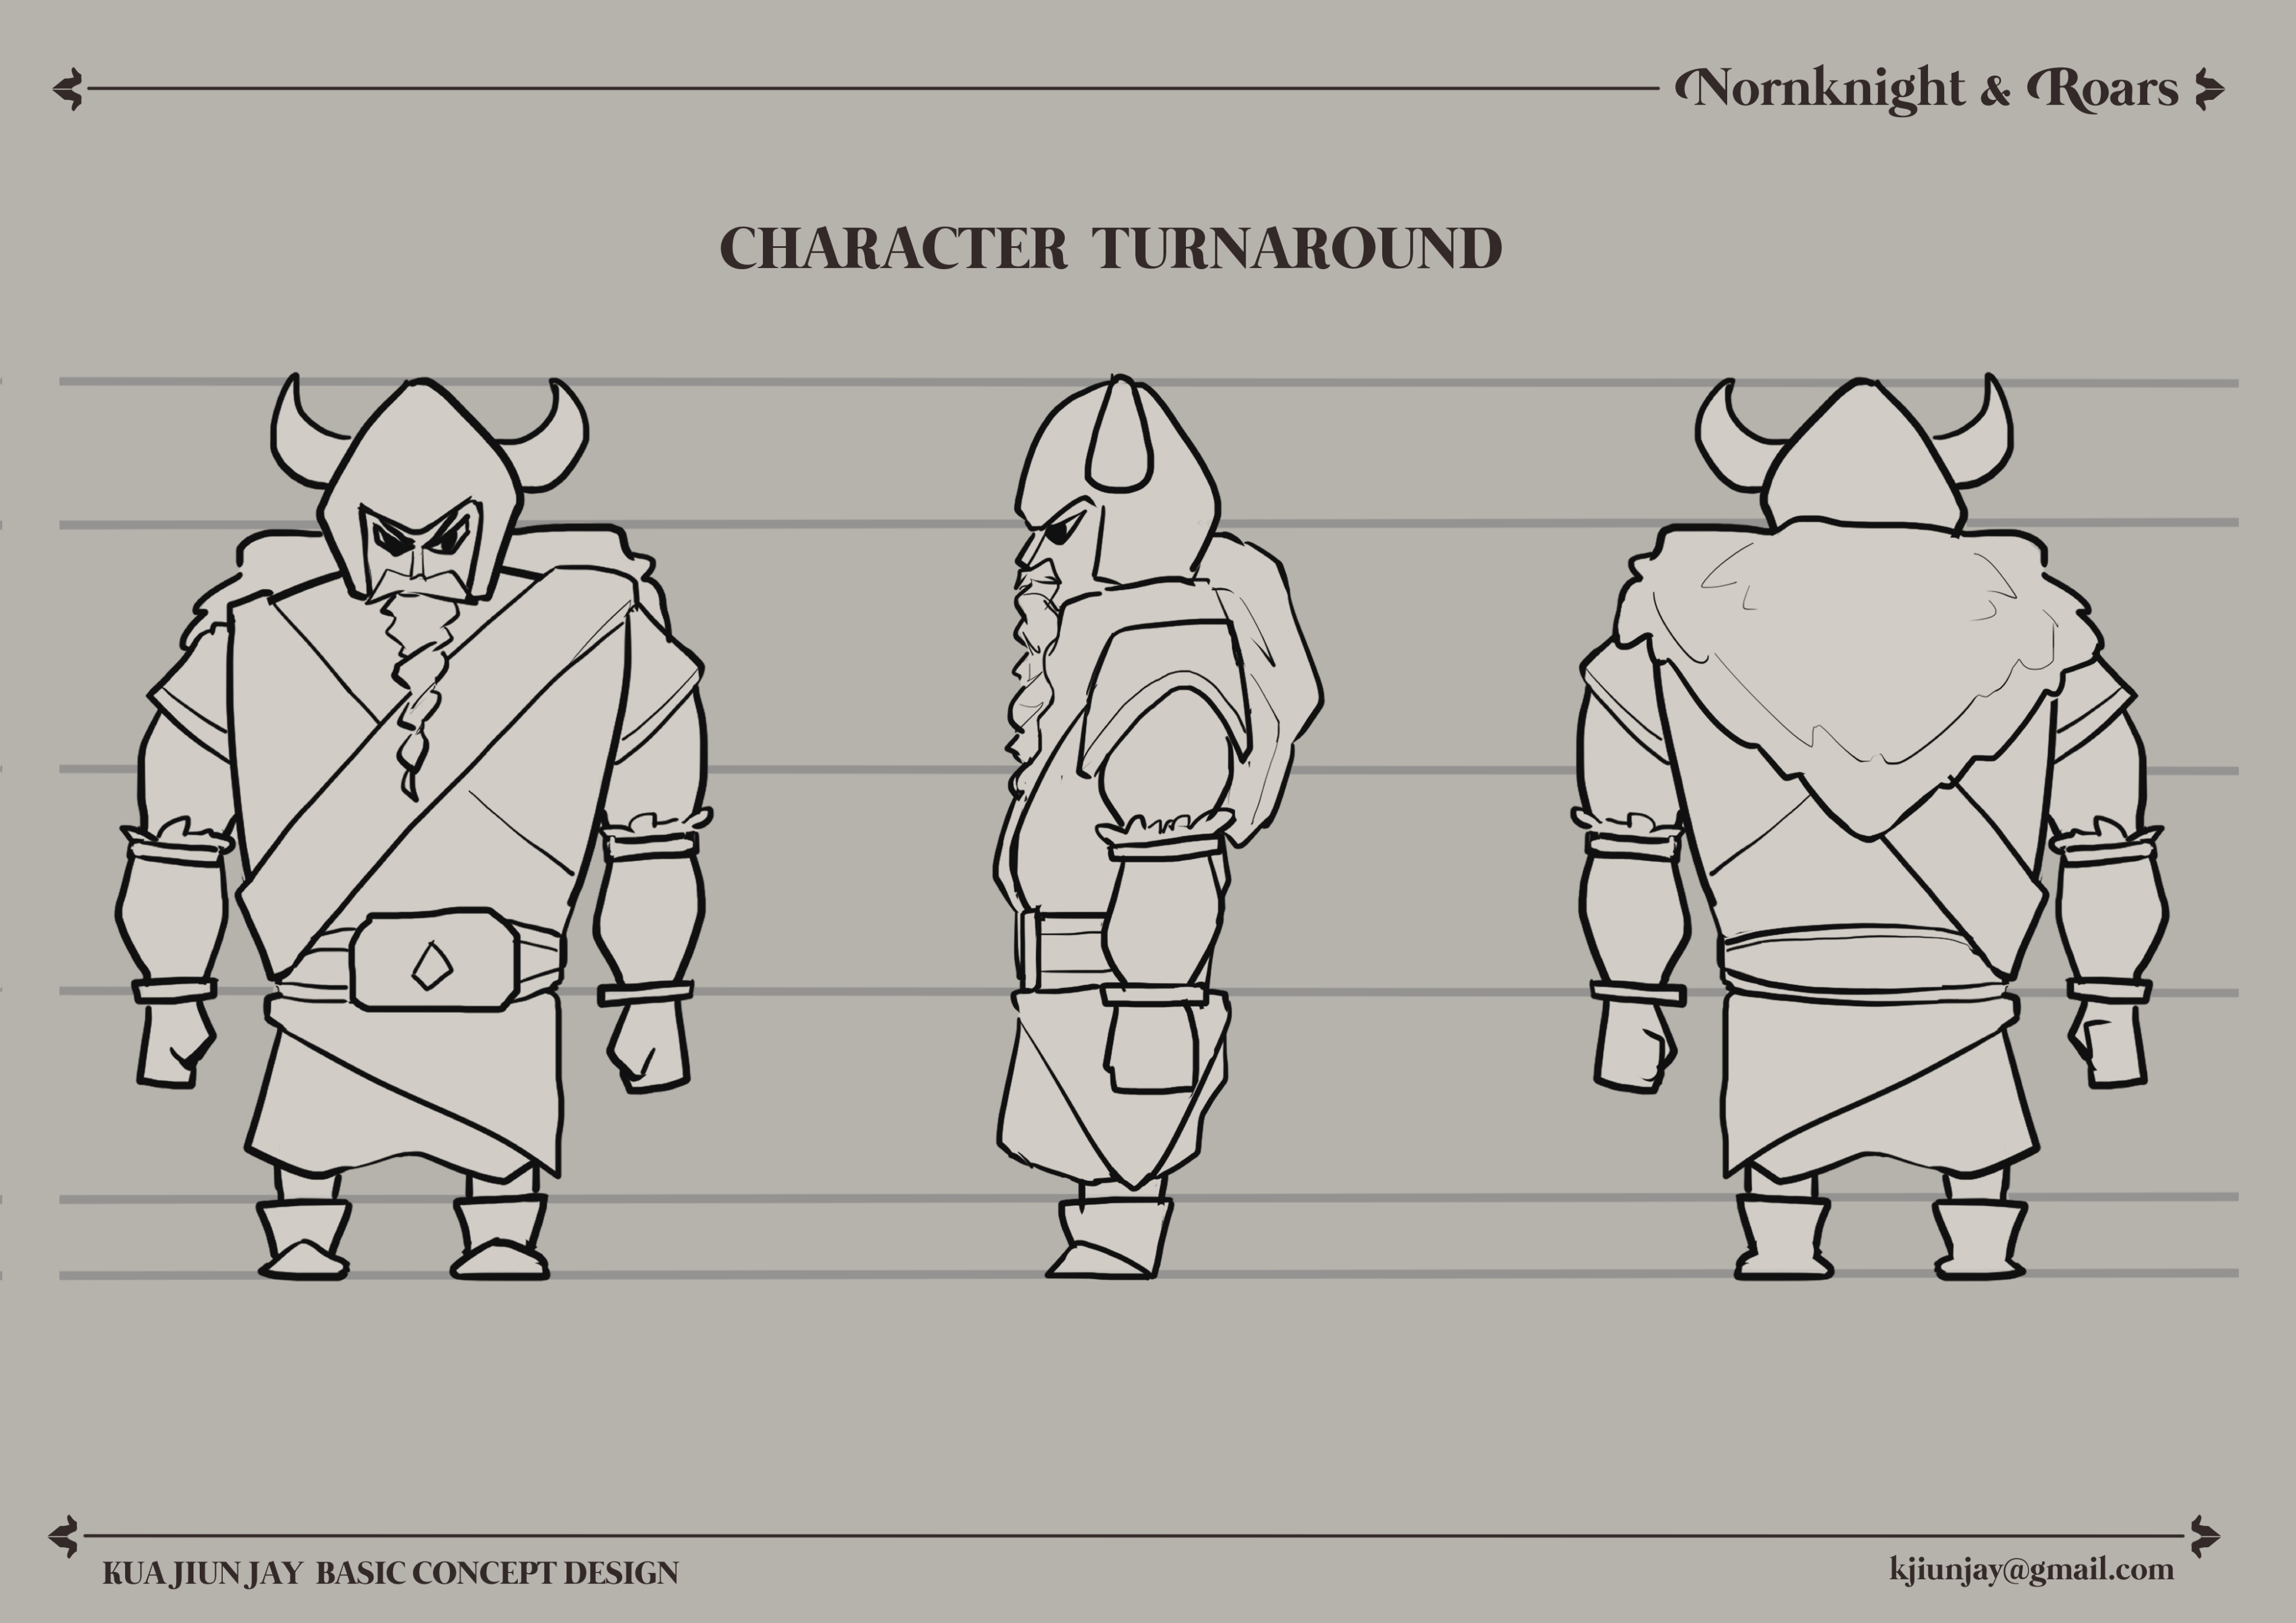 Nornknight & Roars
CHARACTER TURNAROUND
KUA JIUN JAY BASIC CONCEPT DESIGN
kjiunjay@gmail.com